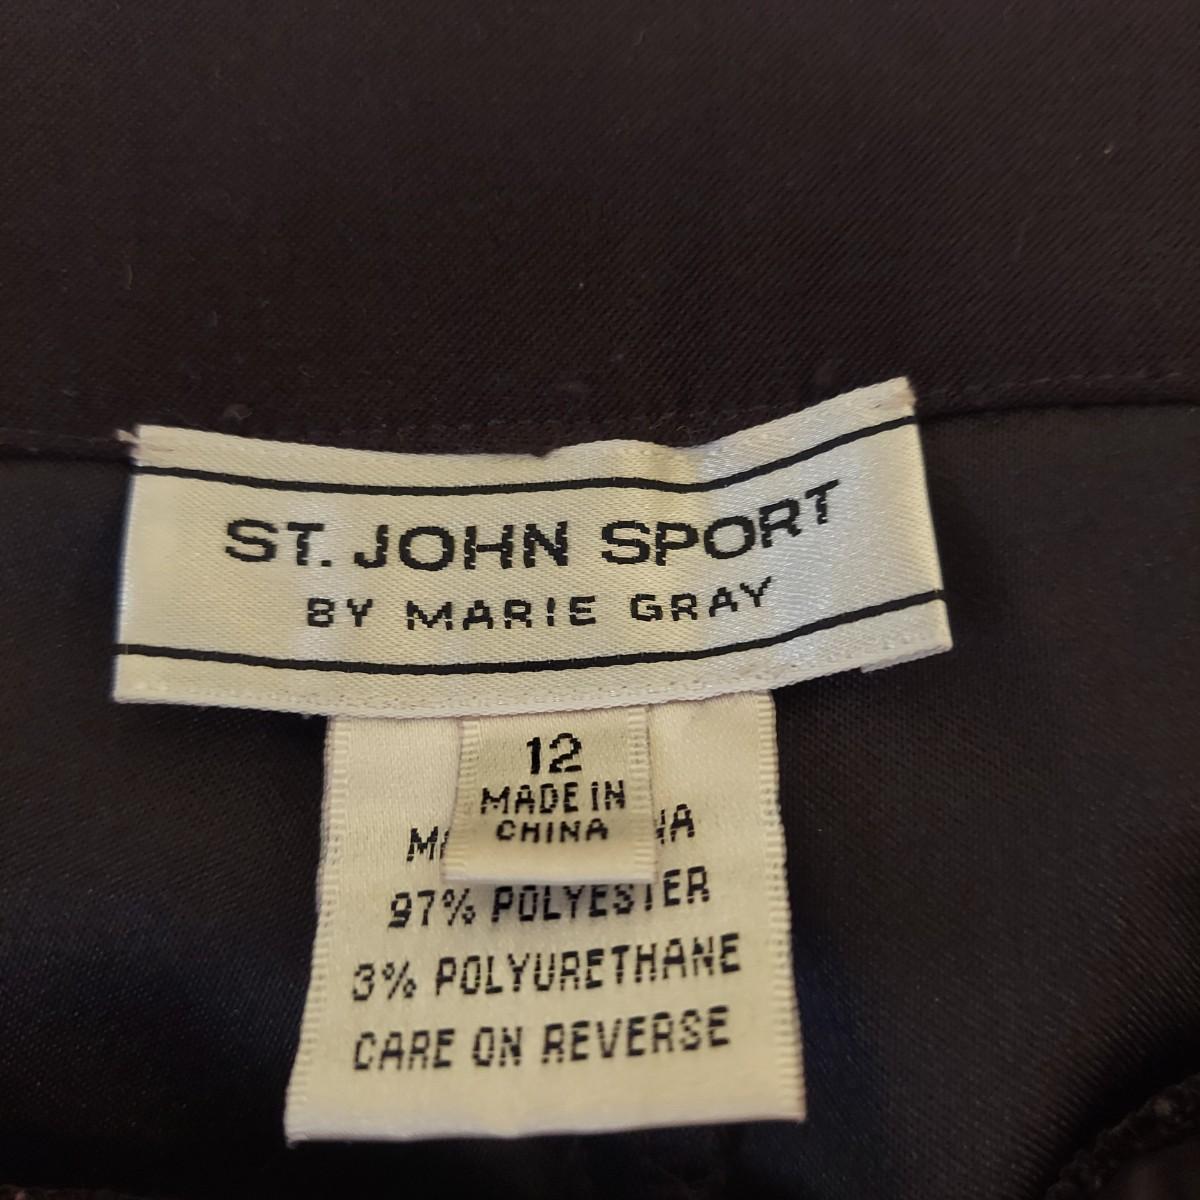 ST. JOHN SPORT
BY MARIE GRAY
12
MADE IN
CHINA
97% POLYESTER
3% POLYURETHANE
CARE ON REVERSE